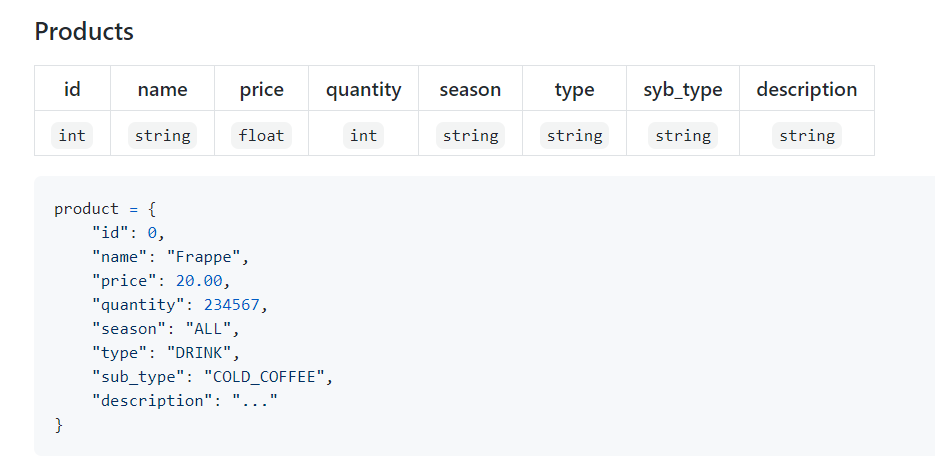 Products
id name price quantity season type syb_type description
int string float int string string string string
product = {
    "id": 0,
    "name": "Frappe",
    "price": 20.00,
    "quantity": 234567,
    "season": "ALL",
    "type": "DRINK",
    "sub_type": "COLD_COFFEE",
    "description": "..."
}